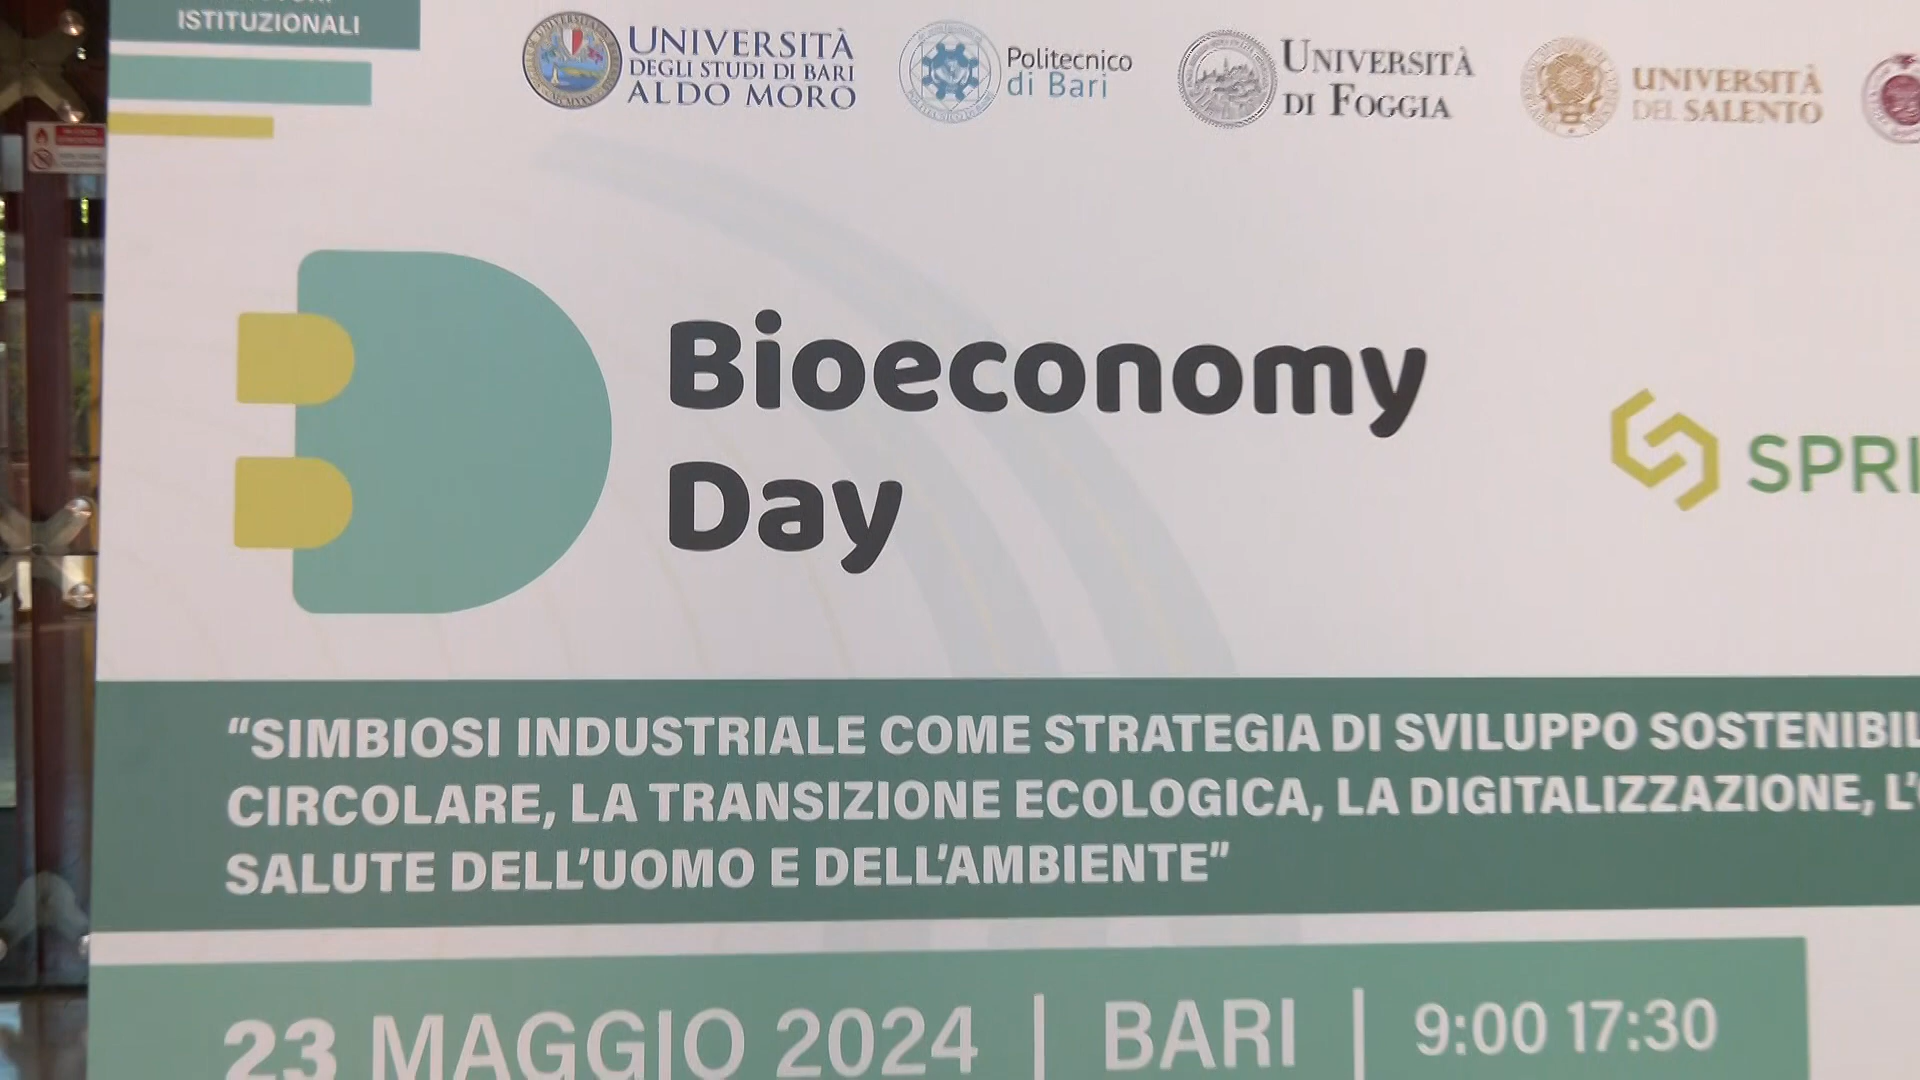 ISTITUZIONALI
UNIVERSITÀ
DEGLI STUDI DI BARI
ALDO MORO
Politecnico
di Bari
UNIVERSITÀ
DI FOGGIA
UNIVERSITÀ
DEL SALENTO
Bioeconomy
Day
SPRI
“SIMBIOSI INDUSTRIALE COME STRATEGIA DI SVILUPPO SOSTENIBIL
CIRCOLARE, LA TRANSIZIONE ECOLOGICA, LA DIGITALIZZAZIONE, L’
SALUTE DELL’UOMO E DELL’AMBIENTE”
23 MAGGIO 2024 | BARI | 9:00 17:30